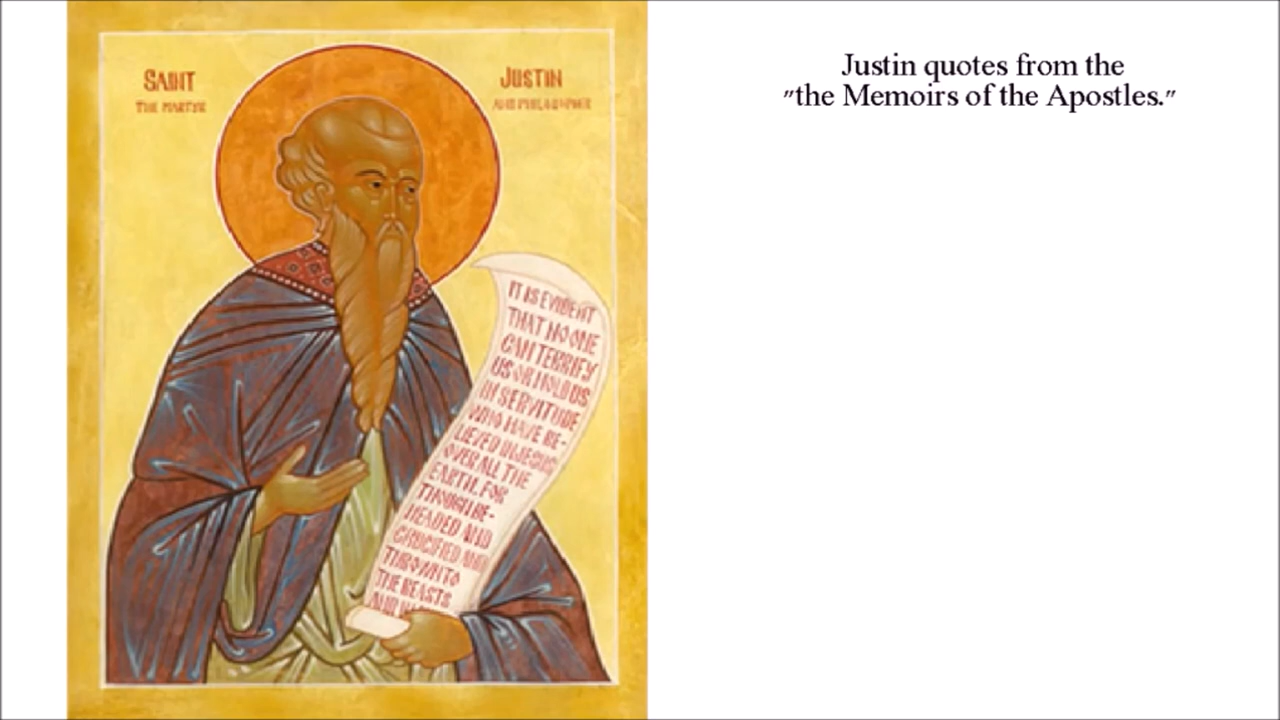 SAINT
THE MARTYR
JUSTIN
AND PHILOSOPHER
Justin quotes from the
"the Memoirs of the Apostles."
IT IS EVIDENT
THAT NO ONE
CAN TERRIFY
US OR HOLD US
IN SERVITUDE
WHO HAVE BE-
LIEVED IN JESUS
OVER ALL THE
EARTH. FOR
THOUGH BE-
HEADED AND
CRUCIFIED AND
THROWN TO
THE BEASTS
AND